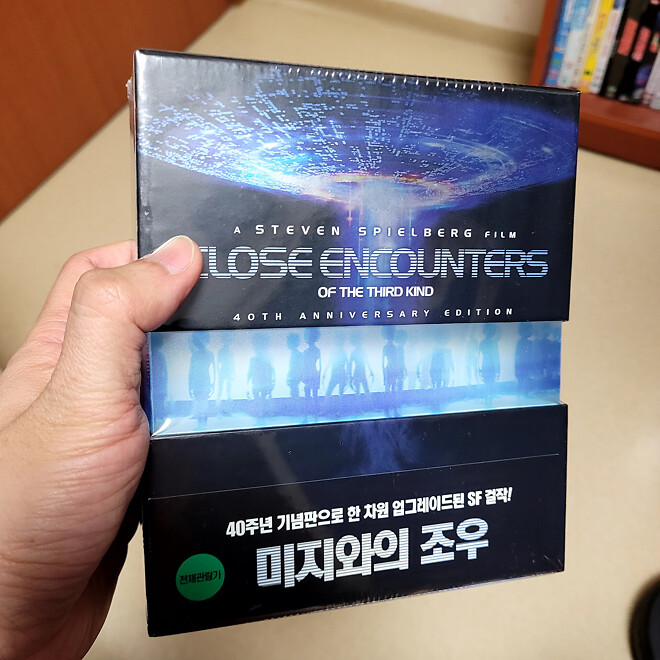 A STEVEN SPIELBERG FILM
CLOSE ENCOUNTERS
OF THE THIRD KIND
40TH ANNIVERSARY EDITION
40주년 기념판으로 한 차원 업그레이드된 SF 걸작!
미지와의 조우
전체관람가